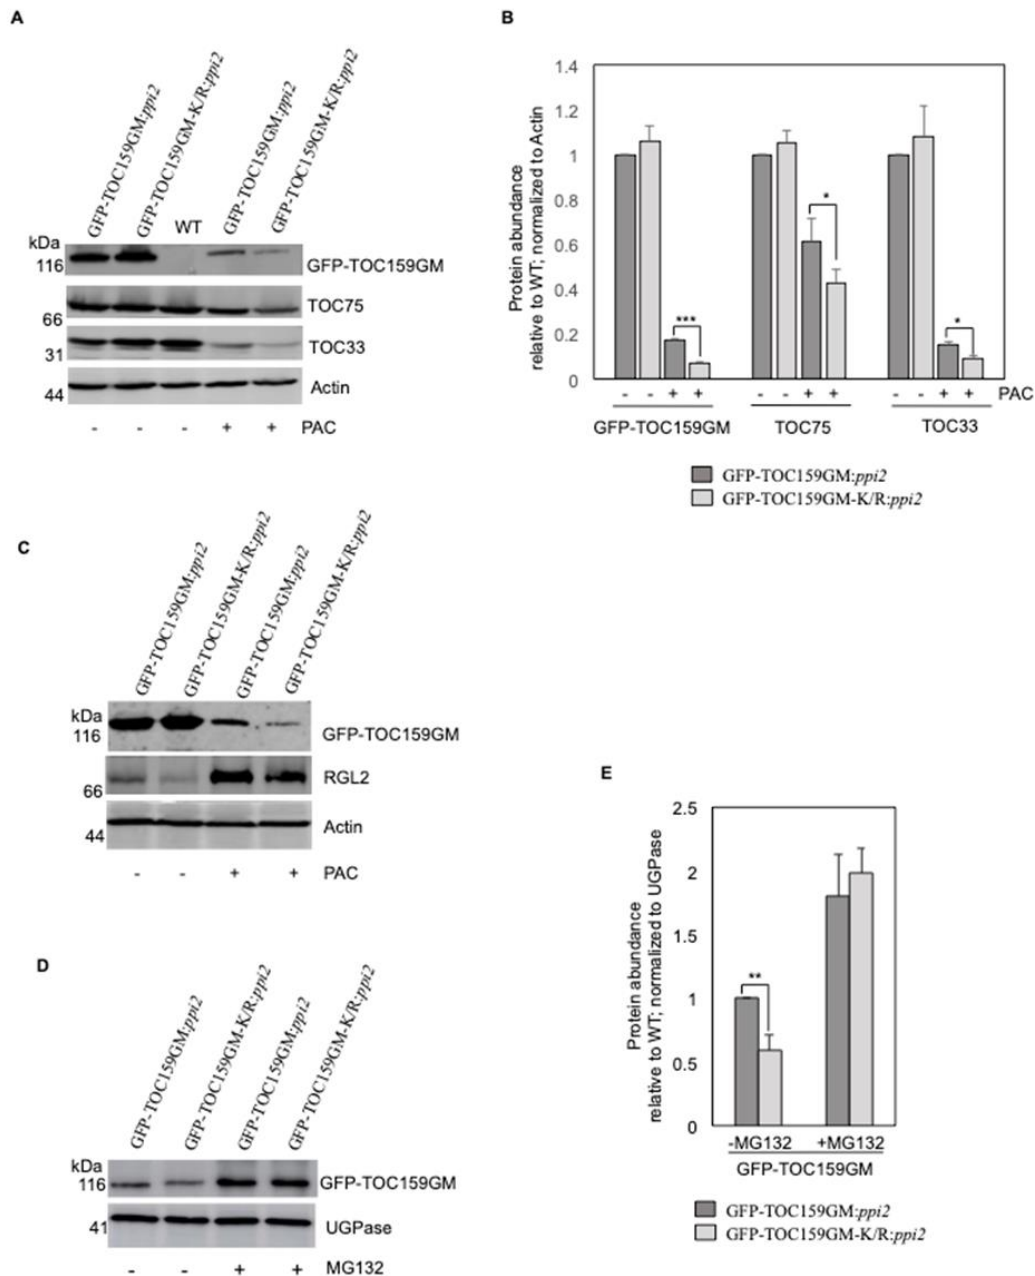 A
GFP-TOC159GM:ppi2
GFP-TOC159GM-K/R:ppi2
WT
GFP-TOC159GM:ppi2
GFP-TOC159GM-K/R:ppi2
kDa
116
GFP-TOC159GM
TOC75
66
TOC33
31
Actin
44
- - - + + PAC
B
Protein abundance
relative to WT; normalized to Actin
1.4
1.2
1
0.8
0.6
0.4
0.2
0
***
*
*
- - + + - - + + - - + + PAC
GFP-TOC159GM TOC75 TOC33
GFP-TOC159GM:ppi2
GFP-TOC159GM-K/R:ppi2
C
GFP-TOC159GM:ppi2
GFP-TOC159GM-K/R:ppi2
GFP-TOC159GM:ppi2
GFP-TOC159GM-K/R:ppi2
kDa
116
GFP-TOC159GM
RGL2
66
Actin
44
- - + + PAC
D
GFP-TOC159GM:ppi2
GFP-TOC159GM-K/R:ppi2
GFP-TOC159GM:ppi2
GFP-TOC159GM-K/R:ppi2
kDa
116 GFP-TOC159GM
41 UGPase
- - + + MG132
E
Protein abundance
relative to WT; normalized to UGPase
2.5
2
1.5
1
0.5
0
**
-MG132 +MG132
GFP-TOC159GM
GFP-TOC159GM:ppi2
GFP-TOC159GM-K/R:ppi2